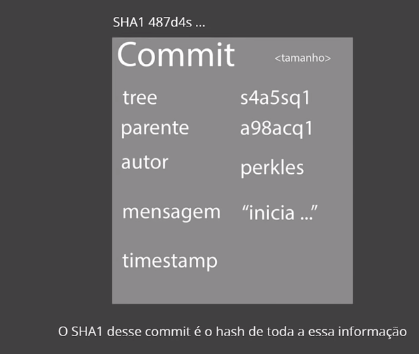 SHA1 487d4s ...
Commit <tamanho>
tree s4a5sq1
parente a98acq1
autor perkles
mensagem “inicia ...”
timestamp
O SHA1 desse commit é o hash de toda a essa informação